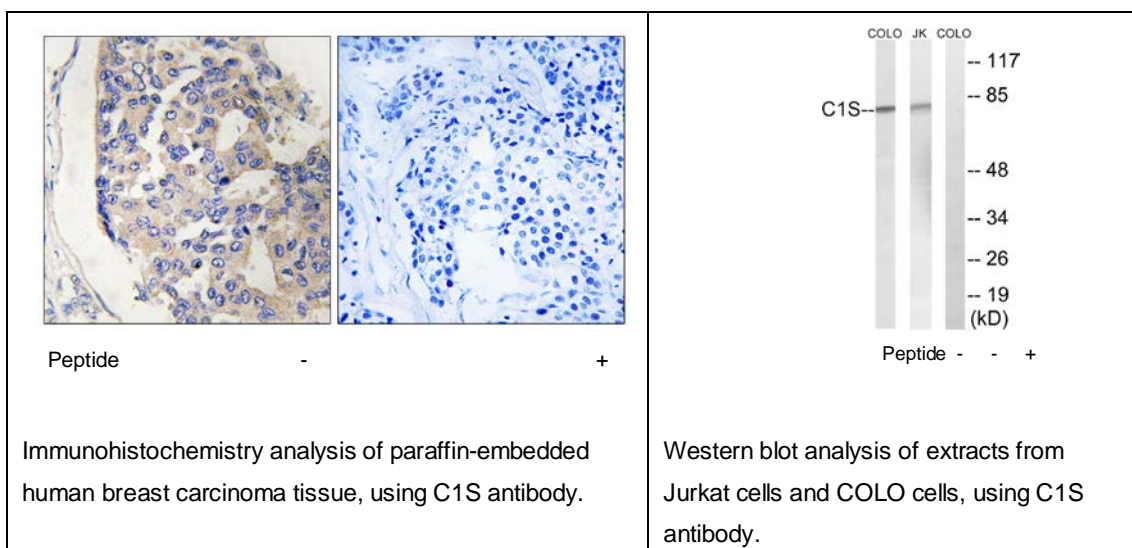 Peptide - +
Immunohistochemistry analysis of paraffin-embedded
human breast carcinoma tissue, using C1S antibody.
COLO JK COLO
-- 117
-- 85
C1S--
-- 48
-- 34
-- 26
-- 19
(kD)
Peptide - - +
Western blot analysis of extracts from
Jurkat cells and COLO cells, using C1S
antibody.